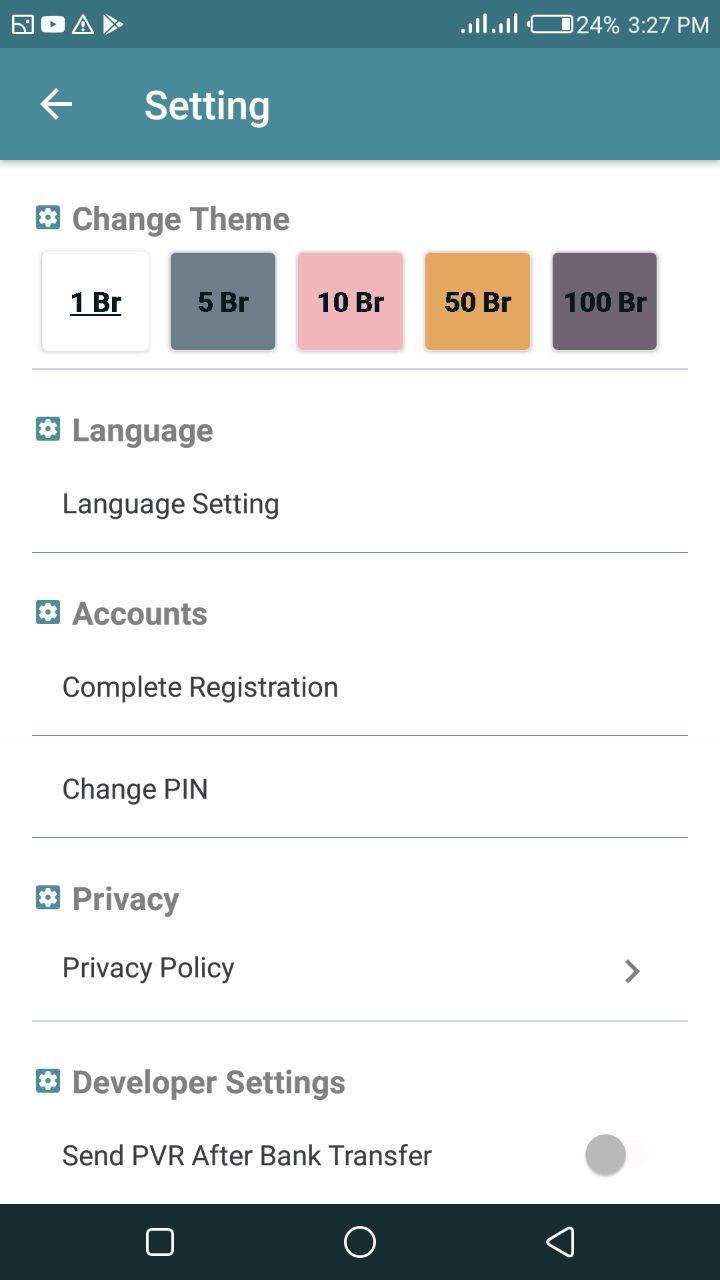 24% 3:27 PM
Setting
Change Theme
1 Br 5 Br 10 Br 50 Br 100 Br
Language
Language Setting
Accounts
Complete Registration
Change PIN
Privacy
Privacy Policy
Developer Settings
Send PVR After Bank Transfer